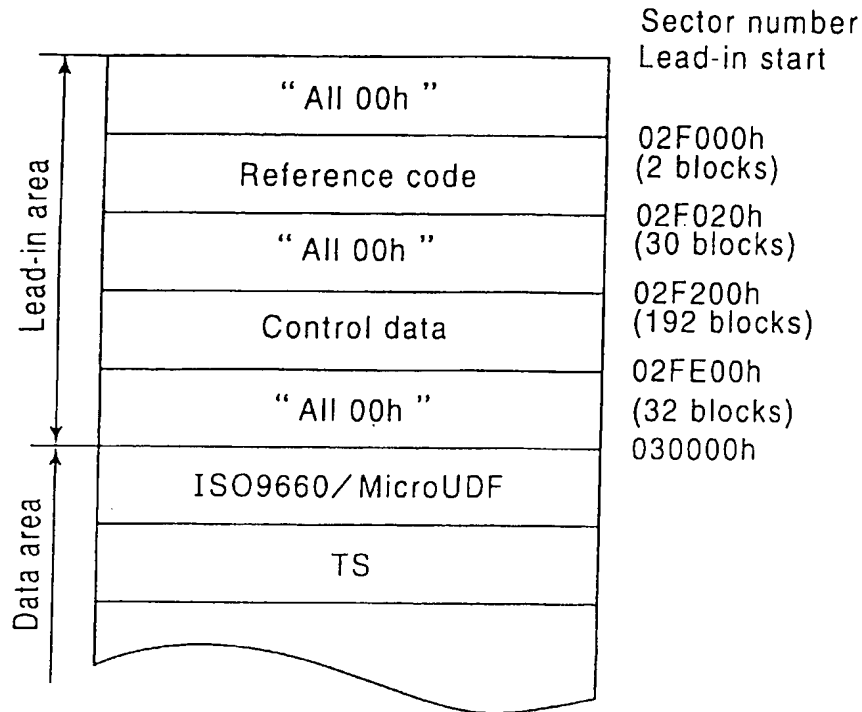 Sector number
Lead-in start
“ All 00h ”
02F000h
(2 blocks)
Reference code
02F020h
(30 blocks)
“ All 00h ”
02F200h
(192 blocks)
Control data
02FE00h
(32 blocks)
“ All 00h ”
030000h
Lead-in area
ISO9660/MicroUDF
TS
Data area